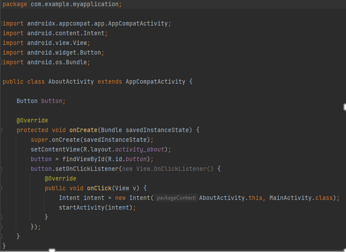 package com.example.myapplication;
import androidx.appcompat.app.AppCompatActivity;
import android.content.Intent;
import android.view.View;
import android.widget.Button;
import android.os.Bundle;
public class AboutActivity extends AppCompatActivity {
Button button;
@Override
protected void onCreate(Bundle savedInstanceState) {
super.onCreate(savedInstanceState);
setContentView(R.layout.activity_about);
button = findViewById(R.id.button);
button.setOnClickListener(new View.OnClickListener() {
@Override
public void onClick(View v) {
Intent intent = new Intent( packageContext: AboutActivity.this, MainActivity.class);
startActivity(intent);
}
});
}
}